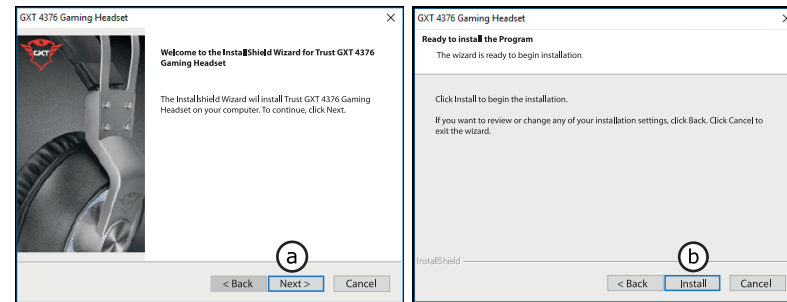 GXT 4376 Gaming Headset
GXT
Welcome to the InstallShield Wizard for Trust GXT 4376
Gaming Headset
The Installshield Wizard wil install Trust GXT 4376 Gaming
Headset on your computer. To continue, click Next.
a
< Back Next > Cancel
GXT 4376 Gaming Headset
Ready to install the Program
The wizard is ready to begin installation
Click Install to begin the installation.
If you want to review or change any of your installation settings, click Back. Click Cancel to
exit the wizard.
InstallShield
b
< Back Install Cancel